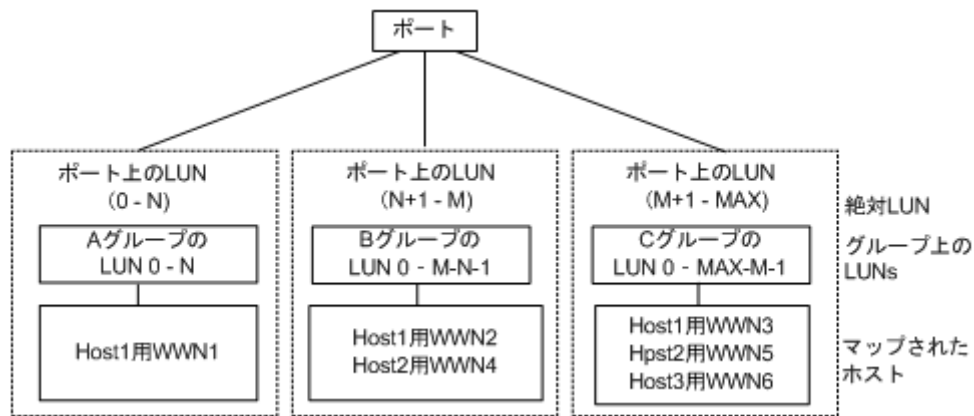 ポート
ポート上のLUN
(0 - N)
Aグループの
LUN 0 - N
Host1用WWN1
ポート上のLUN
(N+1 - M)
Bグループの
LUN 0 - M-N-1
Host1用WWN2
Host2用WWN4
ポート上のLUN
(M+1 - MAX)
Cグループの
LUN 0 - MAX-M-1
Host1用WWN3
Hpst2用WWN5
Host3用WWN6
絶対LUN
グループ上の
LUNs
マップされた
ホスト